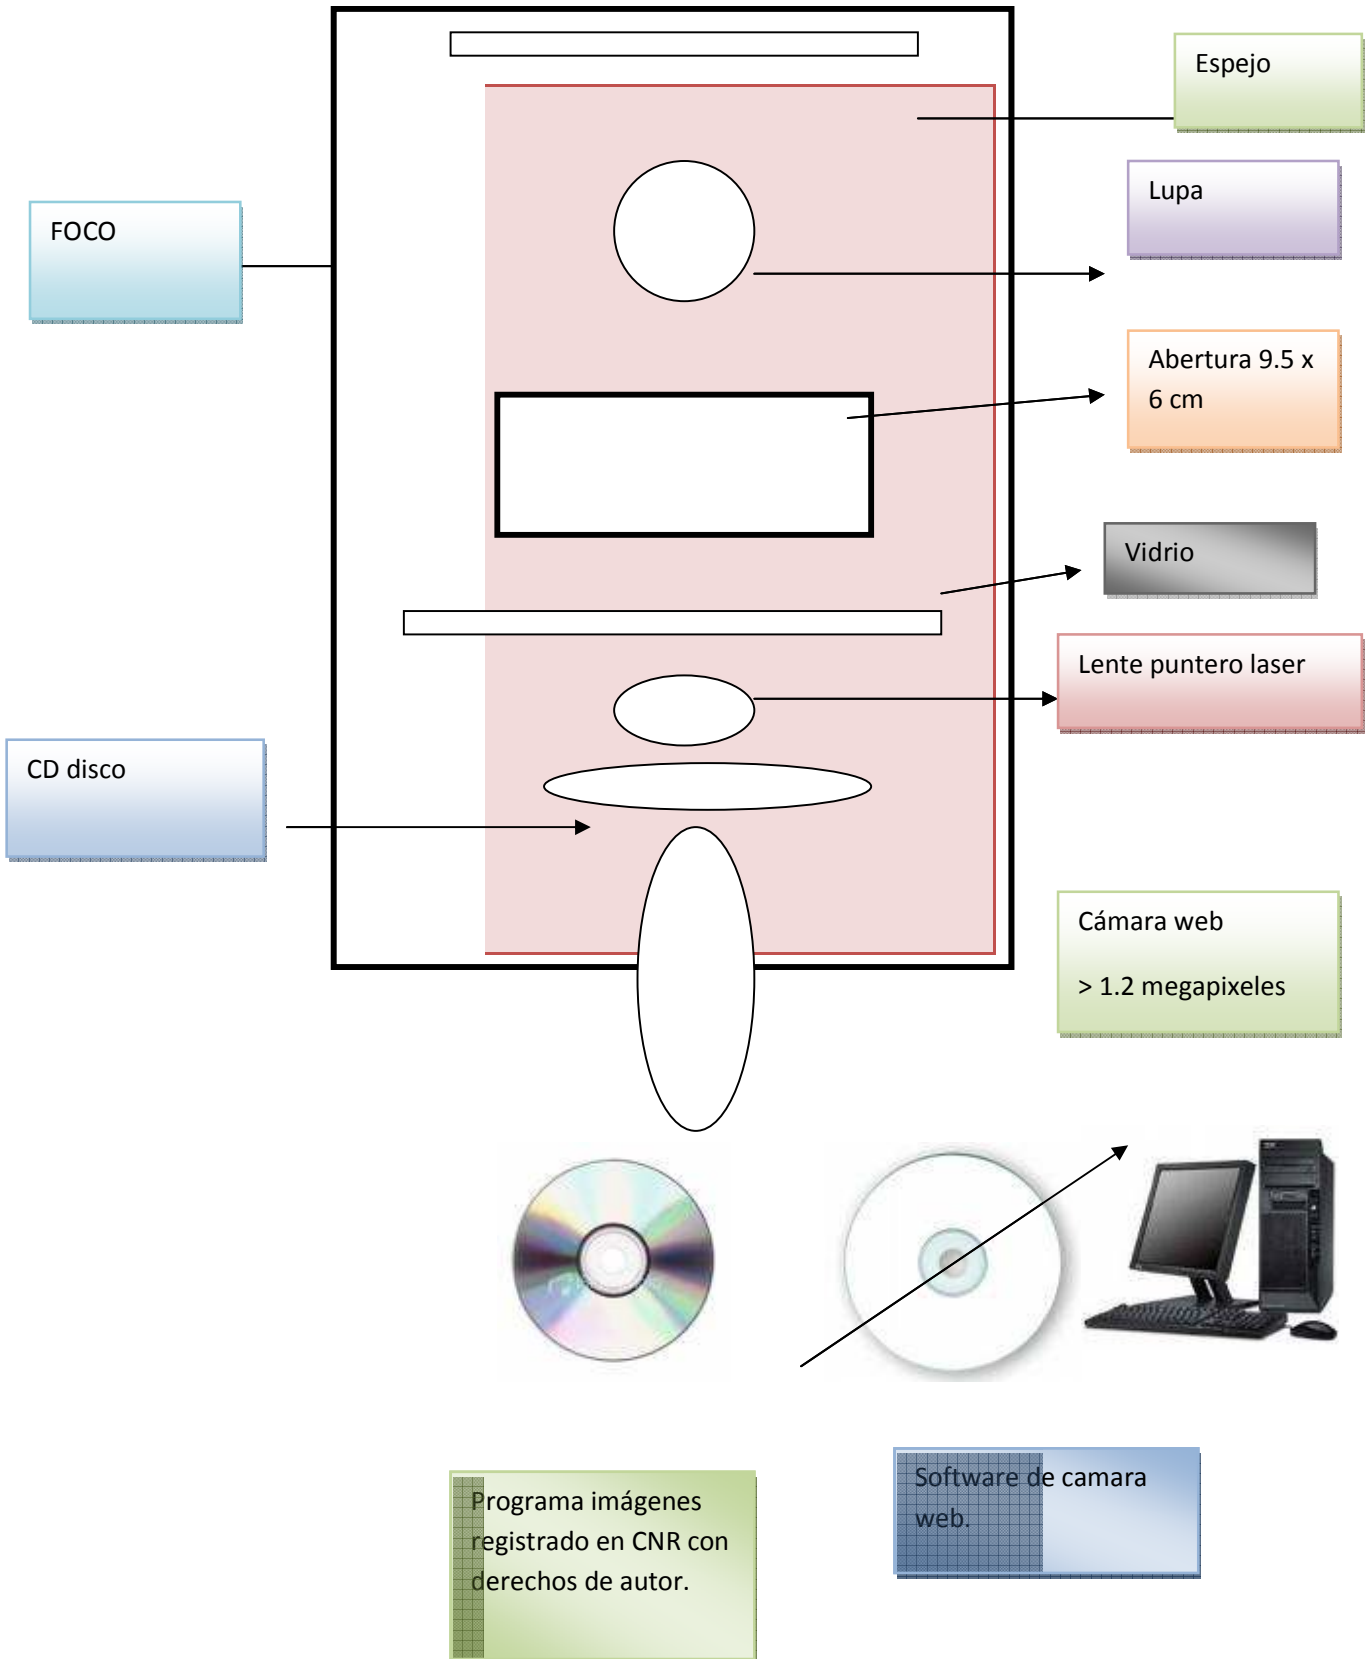 Espejo
Lupa
FOCO
Abertura 9.5 x
6 cm
Vidrio
Lente puntero laser
CD disco
Cámara web
> 1.2 megapixeles
Software de camara
web.
Programa imágenes
registrado en CNR con
derechos de autor.